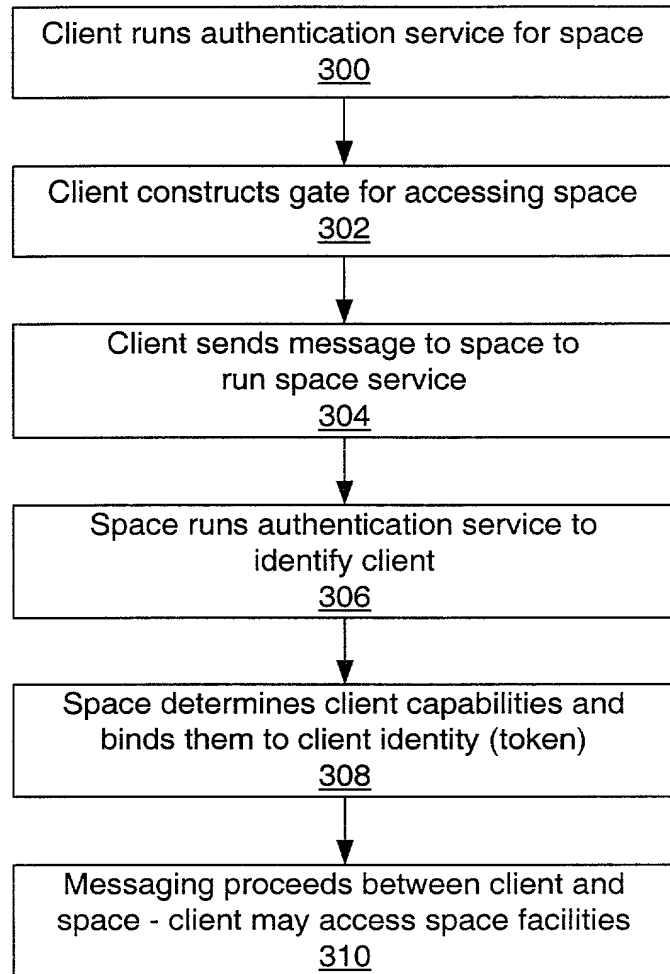 Client runs authentication service for space
300
Client constructs gate for accessing space
302
Client sends message to space to
run space service
304
Space runs authentication service to
identify client
306
Space determines client capabilities and
binds them to client identity (token)
308
Messaging proceeds between client and
space - client may access space facilities
310